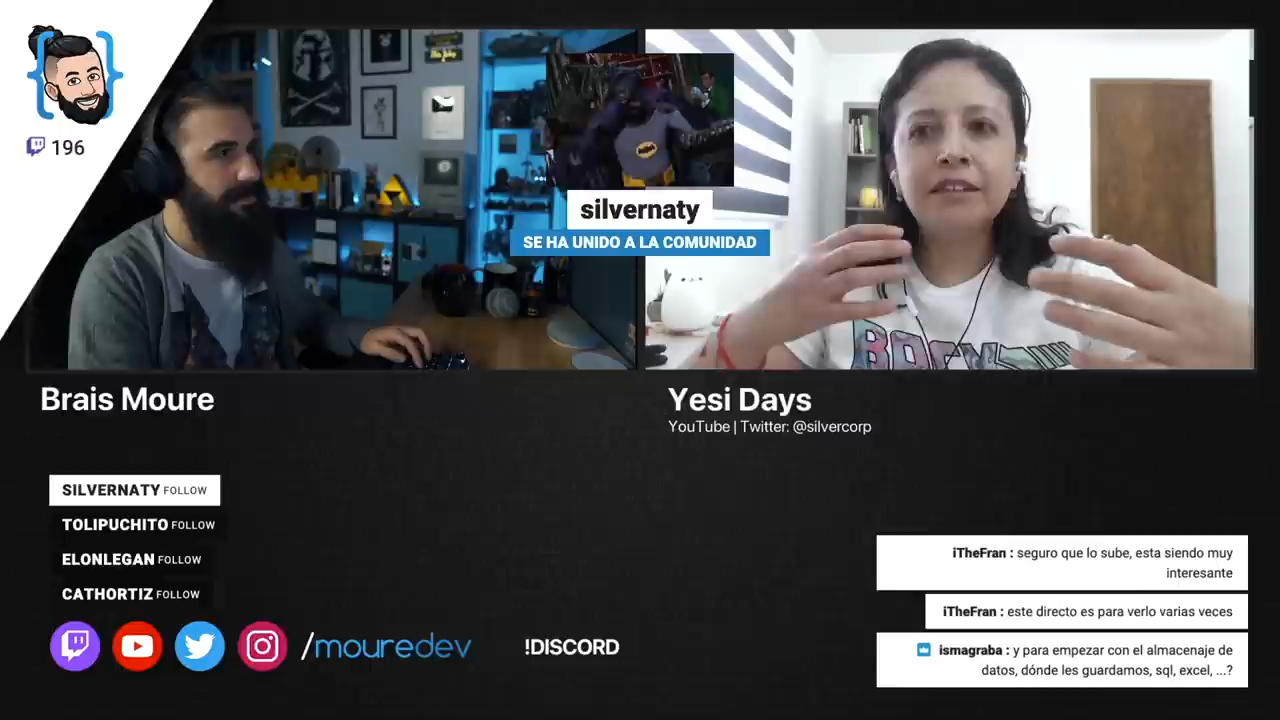 196
silvernaty
SE HA UNIDO A LA COMUNIDAD
Brais Moure
Yesi Days
YouTube | Twitter: @silvercorp
SILVERNATY FOLLOW
TOLIPUCHITO FOLLOW
ELONLEGAN FOLLOW
CATHORTIZ FOLLOW
/mouredev
!DISCORD
iTheFran : seguro que lo sube, esta siendo muy
interesante
iTheFran : este directo es para verlo varias veces
ismagraba : y para empezar con el almacenaje de
datos, dónde les guardamos, sql, excel, ...?